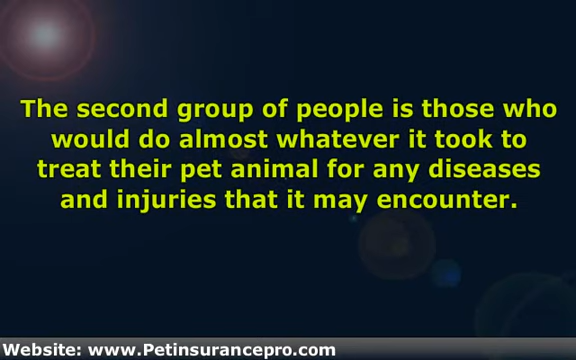 The second group of people is those who
would do almost whatever it took to
treat their pet animal for any diseases
and injuries that it may encounter.
Website: www.Petinsurancepro.com